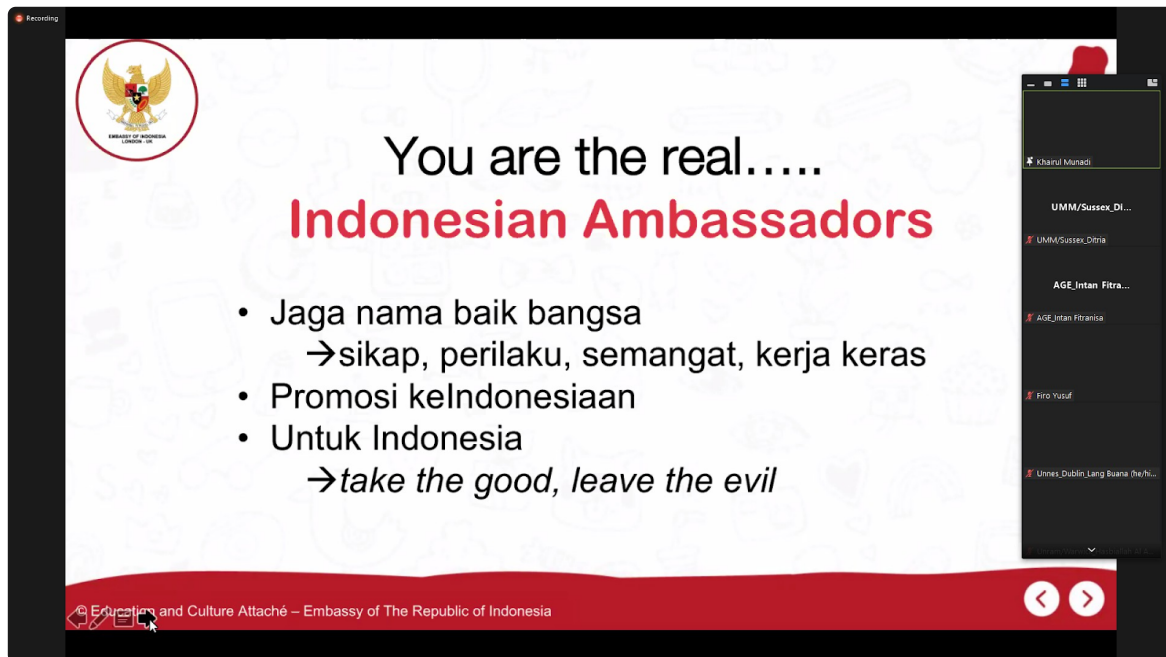 Recording
EMBASSY OF INDONESIA
LONDON - UK
You are the real.....
Indonesian Ambassadors
• Jaga nama baik bangsa
→sikap, perilaku, semangat, kerja keras
• Promosi keIndonesiaan
• Untuk Indonesia
→take the good, leave the evil
© Education and Culture Attaché – Embassy of The Republic of Indonesia
Khairul Munadi
UMM/Sussex_Di...
UMM/Sussex_Ditria
AGE_Intan Fitra...
AGE_Intan Fitranisa
Firo Yusuf
Unnes_Dublin_Lang Buana (he/hi...